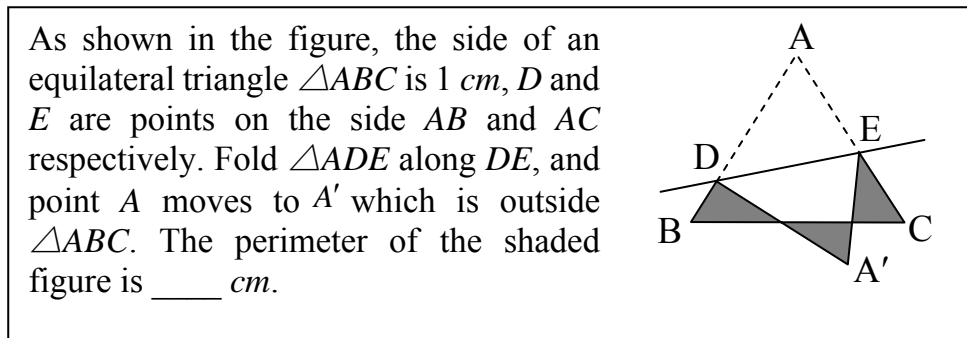 As shown in the figure, the side of an
equilateral triangle △ABC is 1 cm, D and
E are points on the side AB and AC
respectively. Fold △ADE along DE, and
point A moves to A′ which is outside
△ABC. The perimeter of the shaded
figure is ____ cm.
A
E
D
B
C
A′